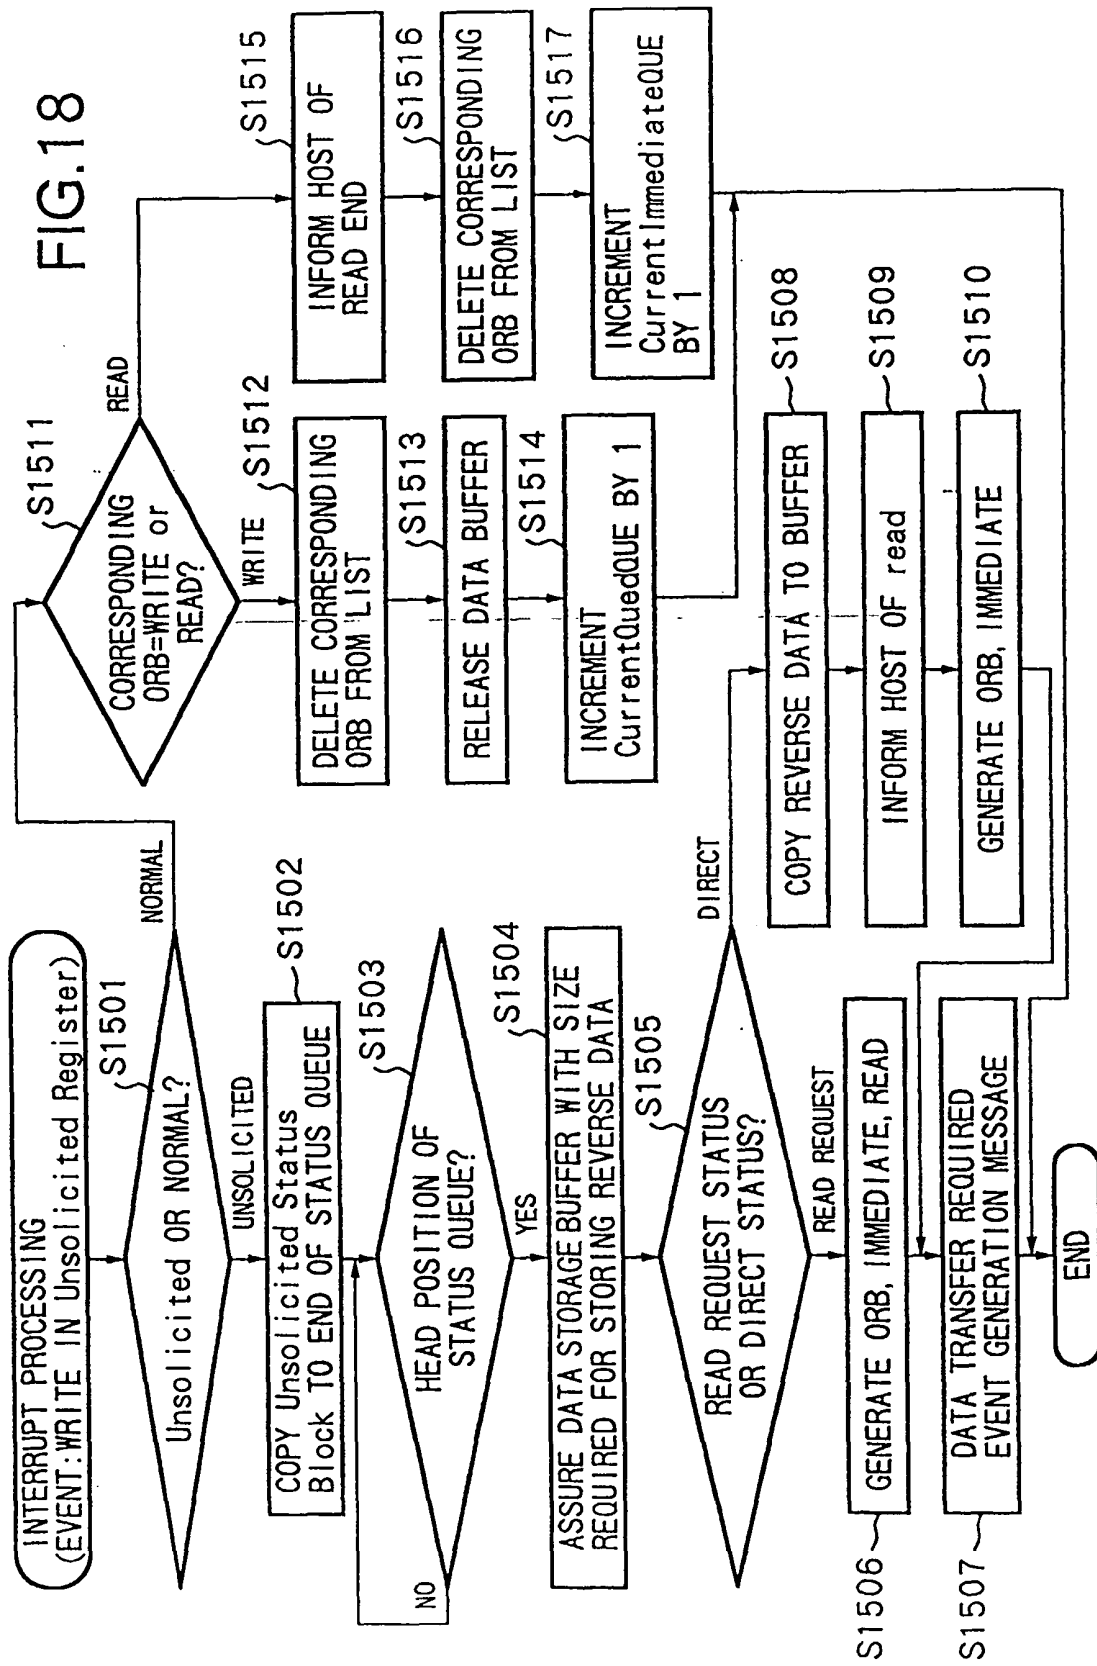 FIG.18
INTERRUPT PROCESSING
(EVENT:WRITE IN Unsolicited Register)
S1501
Unsolicited OR NORMAL?
NORMAL
UNSOLICITED
S1502
COPY Unsolicited Status
Block TO END OF STATUS QUEUE
S1503
HEAD POSITION OF
STATUS QUEUE?
NO
YES
S1504
ASSURE DATA STORAGE BUFFER WITH SIZE
REQUIRED FOR STORING REVERSE DATA
S1505
READ REQUEST STATUS
OR DIRECT STATUS?
DIRECT
READ REQUEST
S1506
GENERATE ORB, IMMEDIATE, READ
S1507
DATA TRANSFER REQUIRED
EVENT GENERATION MESSAGE
END
S1508
COPY REVERSE DATA TO BUFFER
S1509
INFORM HOST OF read
S1510
GENERATE ORB, IMMEDIATE
S1511
CORRESPONDING
ORB=WRITE or
READ?
READ
WRITE
S1512
DELETE CORRESPONDING
ORB FROM LIST
S1513
RELEASE DATA BUFFER
S1514
INCREMENT
CurrentQuedQUE BY 1
S1515
INFORM HOST OF
READ END
S1516
DELETE CORRESPONDING
ORB FROM LIST
S1517
INCREMENT
CurrentImmediateQUE
BY 1